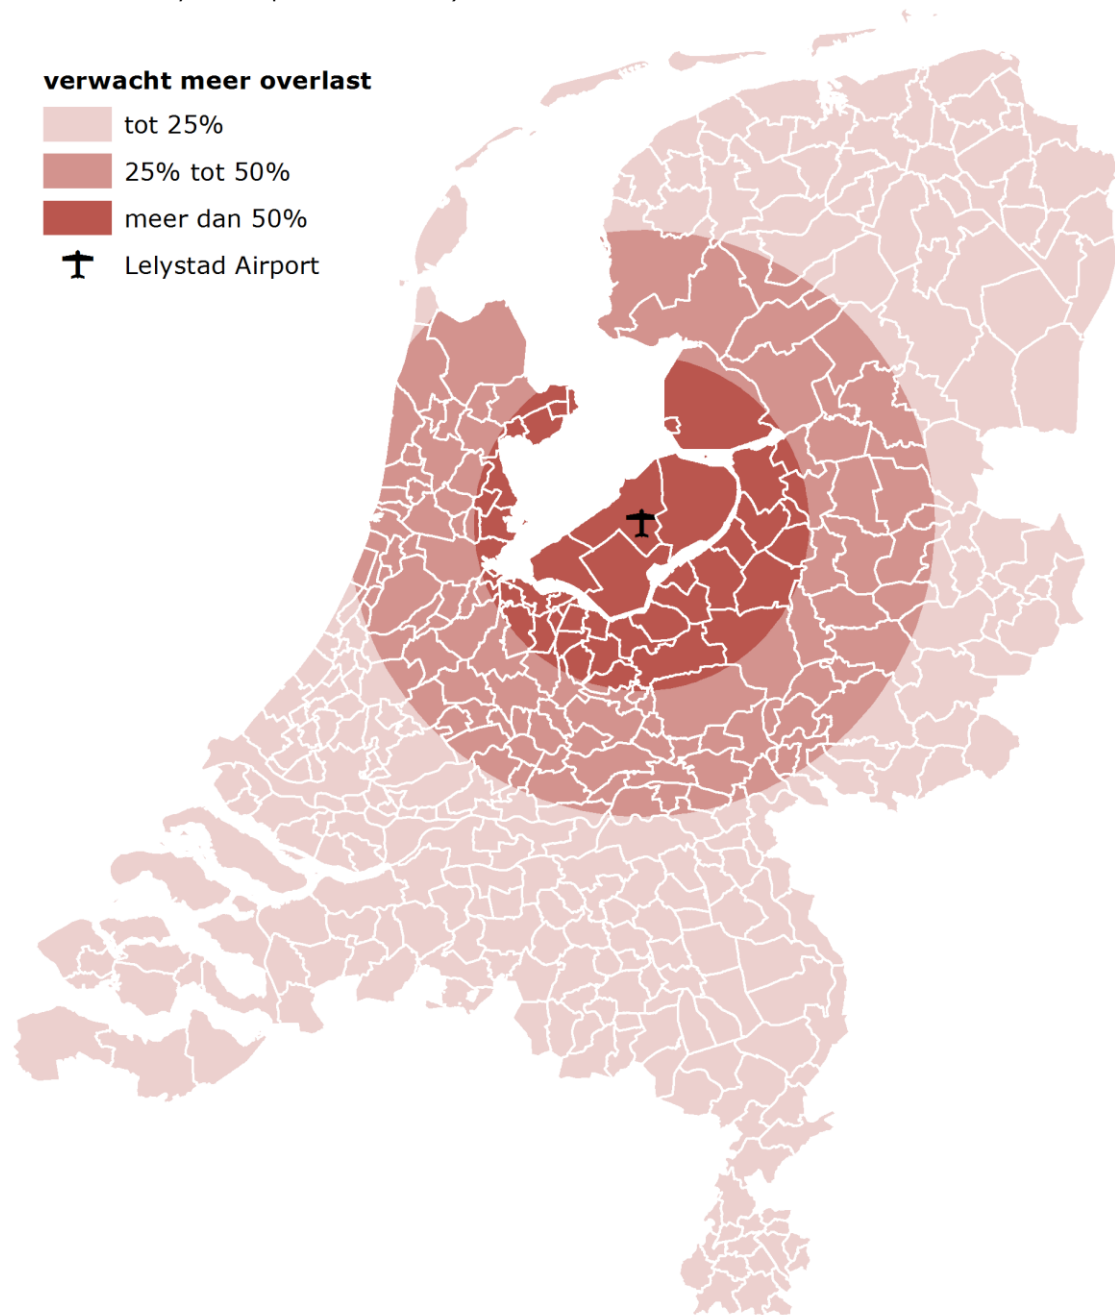 verwacht meer overlast
tot 25%
25% tot 50%
meer dan 50%
Lelystad Airport